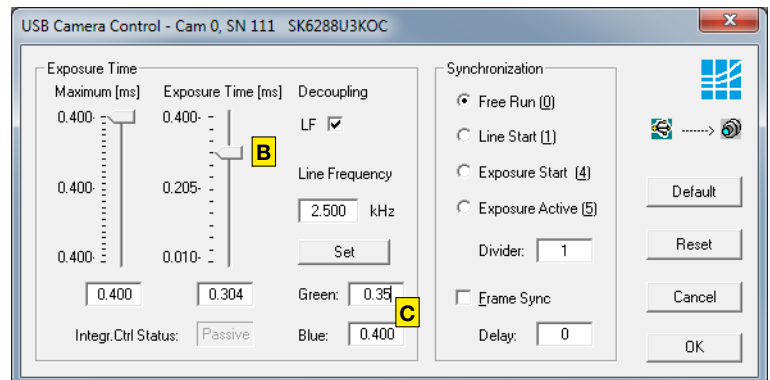 USB Camera Control - Cam 0, SN 111 SK6288U3KOC
Exposure Time
Maximum [ms] Exposure Time [ms] Decoupling
0.400- 0.400-
LF
B
Line Frequency
0.400- 0.205-
2.500 kHz
0.400- 0.010- Set
0.400 0.304 Green: 0.35
C
Integr.Ctrl Status: Passive Blue: 0.400
Synchronization
Free Run (0)
Line Start (1)
Exposure Start (4)
Exposure Active (5)
Divider: 1
Frame Sync
Delay: 0
Default
Reset
Cancel
OK